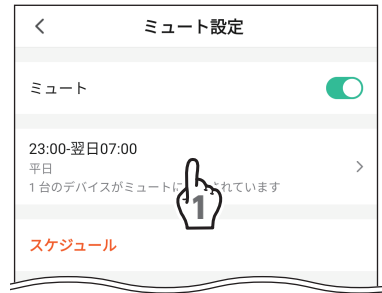 ミュート設定
ミュート
23:00-翌日07:00
平日
1 台のデバイスがミュートに されています
1
スケジュール